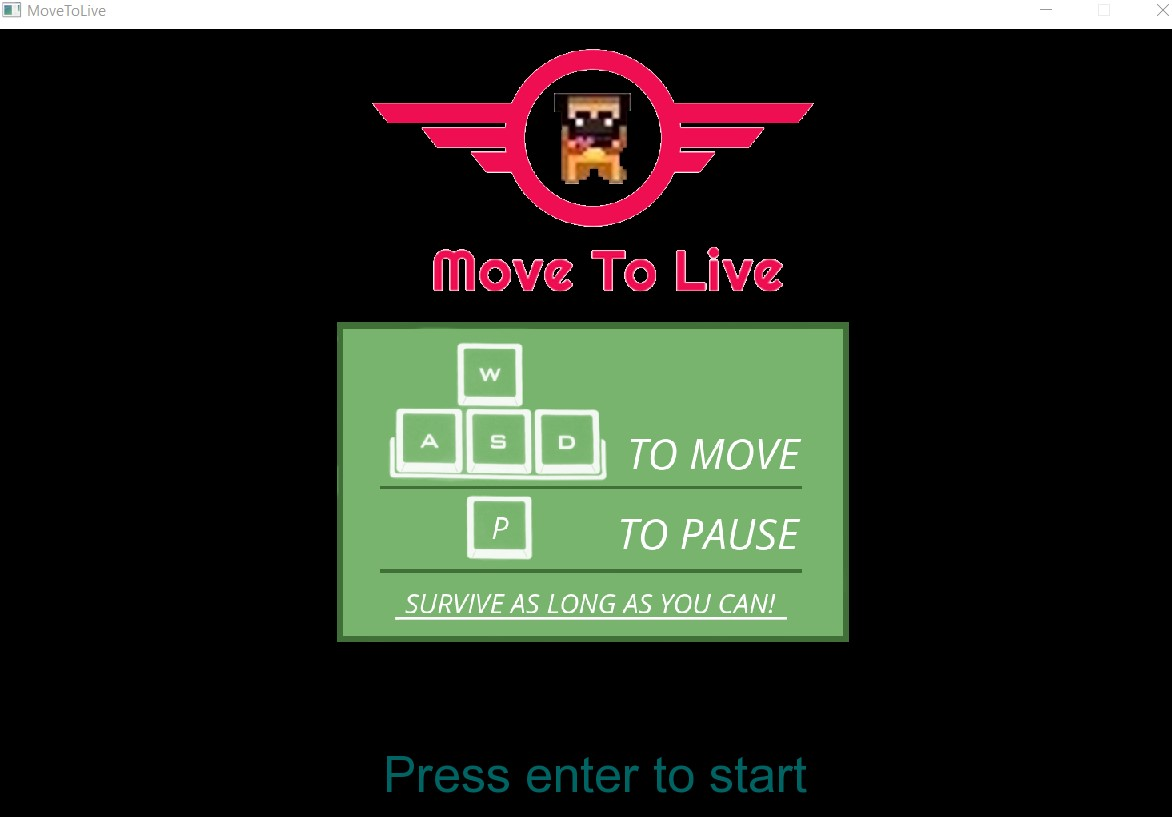 MoveToLive
Move To Live
W
A S D TO MOVE
P TO PAUSE
SURVIVE AS LONG AS YOU CAN!
Press enter to start